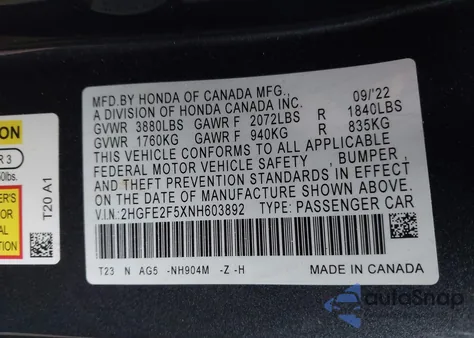 MFD.BY HONDA OF CANADA MFG., 09/'22
A DIVISION OF HONDA CANADA INC.
GVWR 3880LBS GAWR F 2072LBS R 1840LBS
GVWR 1760KG GAWR F 940KG R 835KG
THIS VEHICLE CONFORMS TO ALL APPLICABLE
FEDERAL MOTOR VEHICLE SAFETY , BUMPER ,
AND THEFT PREVENTION STANDARDS IN EFFECT
ON THE DATE OF MANUFACTURE SHOWN ABOVE.
V.I.N: 2HGFE2F5XNH603892 TYPE: PASSENGER CAR
T23 N AG5 -NH904M -Z -H MADE IN CANADA
ION
R 3
lbs.
T20 A1
autoSnap